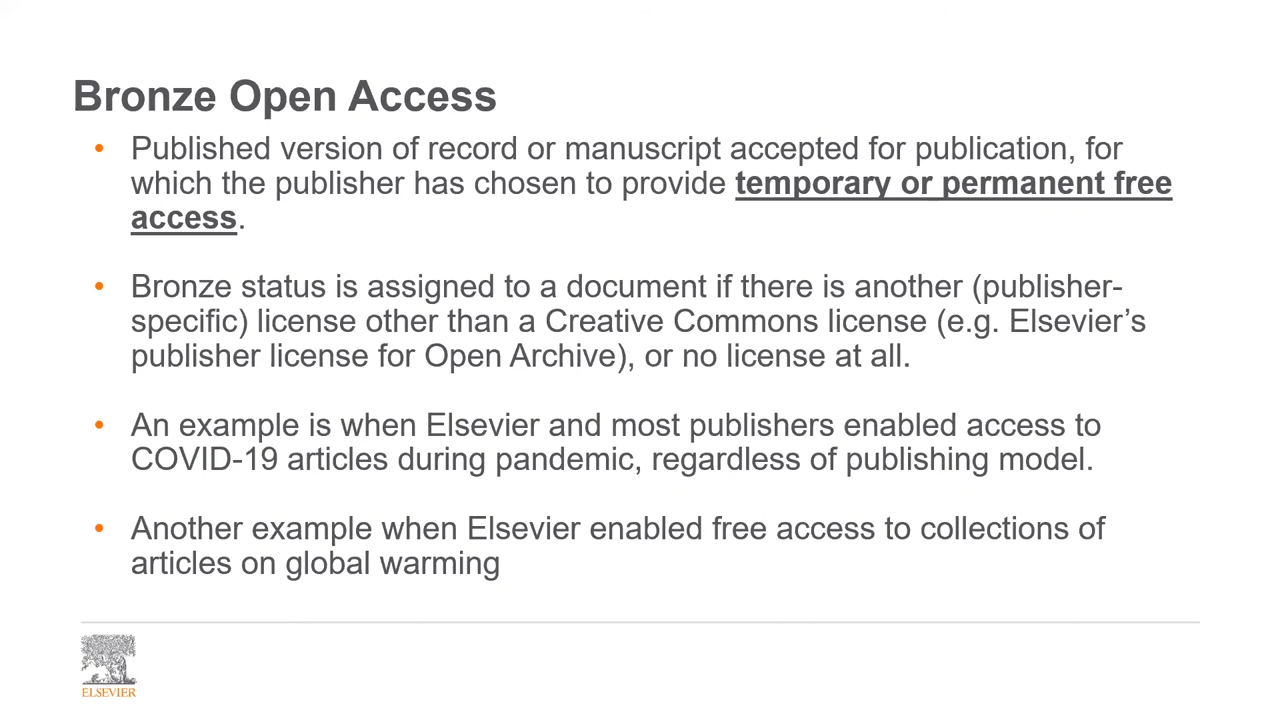 Bronze Open Access
• Published version of record or manuscript accepted for publication, for
which the publisher has chosen to provide temporary or permanent free
access.
• Bronze status is assigned to a document if there is another (publisher-
specific) license other than a Creative Commons license (e.g. Elsevier’s
publisher license for Open Archive), or no license at all.
• An example is when Elsevier and most publishers enabled access to
COVID-19 articles during pandemic, regardless of publishing model.
• Another example when Elsevier enabled free access to collections of
articles on global warming
ELSEVIER